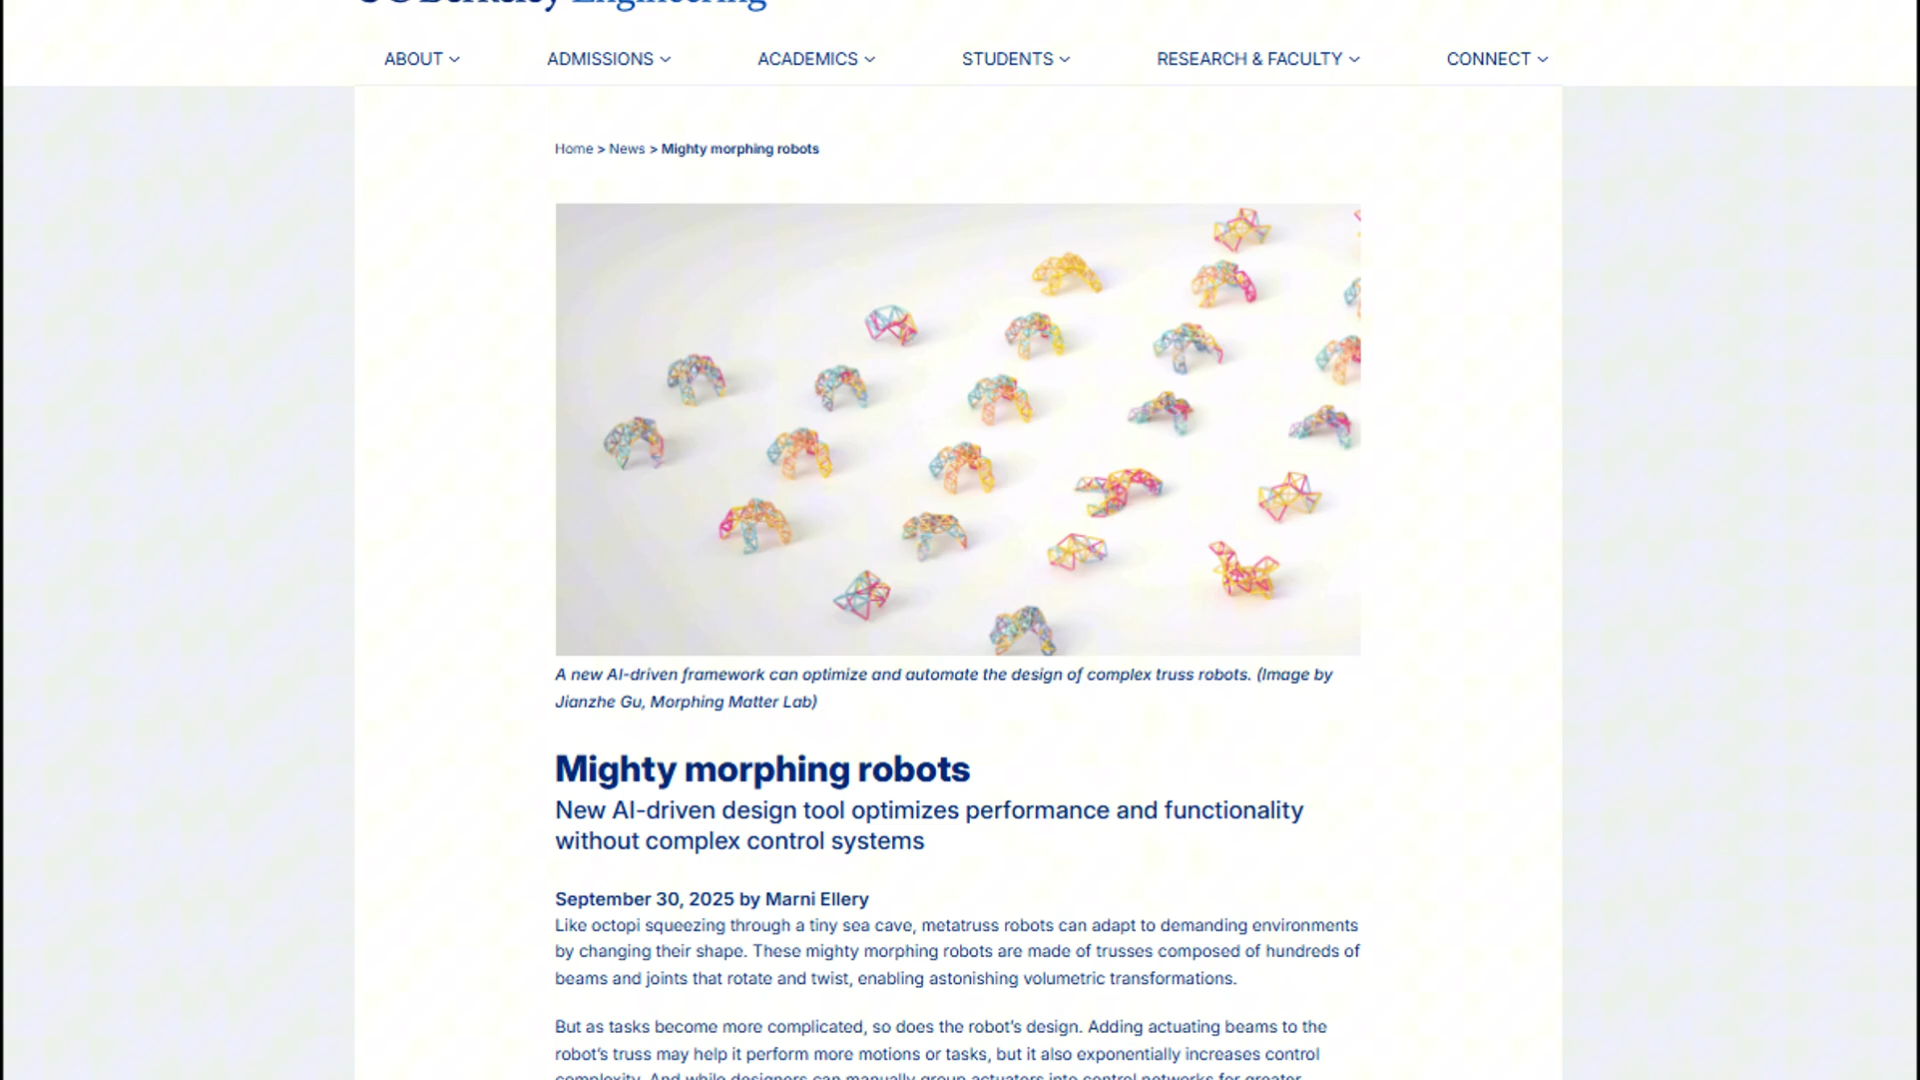 UC Berkeley Engineering
ABOUT
ADMISSIONS
ACADEMICS
STUDENTS
RESEARCH & FACULTY
CONNECT
Home > News > Mighty morphing robots
A new AI-driven framework can optimize and automate the design of complex truss robots. (Image by
Jianzhe Gu, Morphing Matter Lab)
Mighty morphing robots
New AI-driven design tool optimizes performance and functionality
without complex control systems
September 30, 2025 by Marni Ellery
Like octopi squeezing through a tiny sea cave, metatruss robots can adapt to demanding environments
by changing their shape. These mighty morphing robots are made of trusses composed of hundreds of
beams and joints that rotate and twist, enabling astonishing volumetric transformations.
But as tasks become more complicated, so does the robot's design. Adding actuating beams to the
robot's truss may help it perform more motions or tasks, but it also exponentially increases control
complexity. And while designers can manually group actuators into control networks for greater